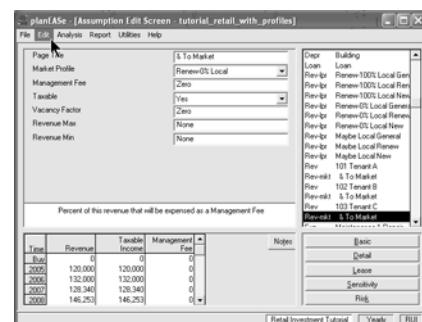 planEASe - [Assumption Edit Screen - tutorial_retail_with_profiles]
File Edit Analysis Report Utilities Help
Page Title & To Market
Market Profile Renew-0% Local
Management Fee Zero
Taxable Yes
Vacancy Factor Zero
Revenue Max None
Revenue Min None
Percent of this revenue that will be expensed as a Management Fee
Depr Building
Loan Loan
Rev-lpr Renew-100% Local Gen
Rev-lpr Renew-100% Local Ren
Rev-lpr Renew-100% Local New
Rev-lpr Renew-0% Local Genera
Rev-lpr Renew-0% Local Renew
Rev-lpr Renew-0% Local New
Rev-lpr Maybe Local General
Rev-lpr Maybe Local Renew
Rev-lpr Maybe Local New
Rev 101 Tenant A
Rev-mkt & To Market
Rev 102 Tenant B
Rev-mkt & To Market
Rev 103 Tenant C
Rev-mkt & To Market
Time Revenue Taxable Income Management Fee
Buy 0 0 0
2005 120,000 120,000 0
2006 132,000 132,000 0
2007 128,340 128,340 0
2008 146,253 146,253 0
Notes
Basic
Detail
Lease
Sensitivity
Risk
Retail Investment Tutorial Yearly RUI